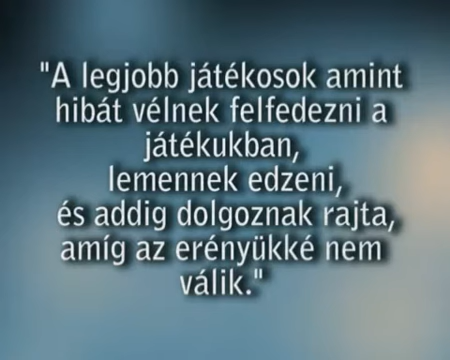 "A legjobb játékosok amint
hibát vélnek felfedezni a
játékukban,
lemennek edzeni,
és addig dolgoznak rajta,
amíg az erényükké nem
válik."